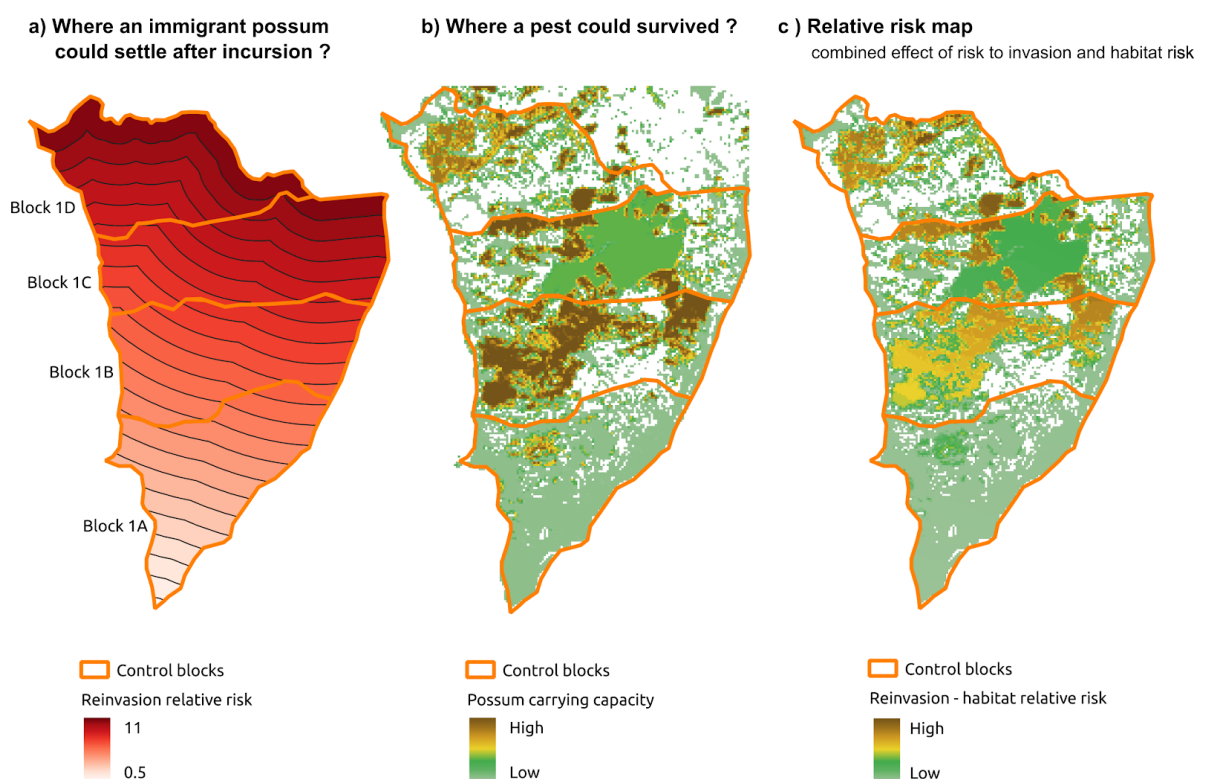 a) Where an immigrant possum
could settle after incursion ?
b) Where a pest could survived ?
c ) Relative risk map
combined effect of risk to invasion and habitat risk
Block 1D
Block 1C
Block 1B
Block 1A
Control blocks
Reinvasion relative risk
11
0.5
Control blocks
Possum carrying capacity
High
Low
Control blocks
Reinvasion - habitat relative risk
High
Low